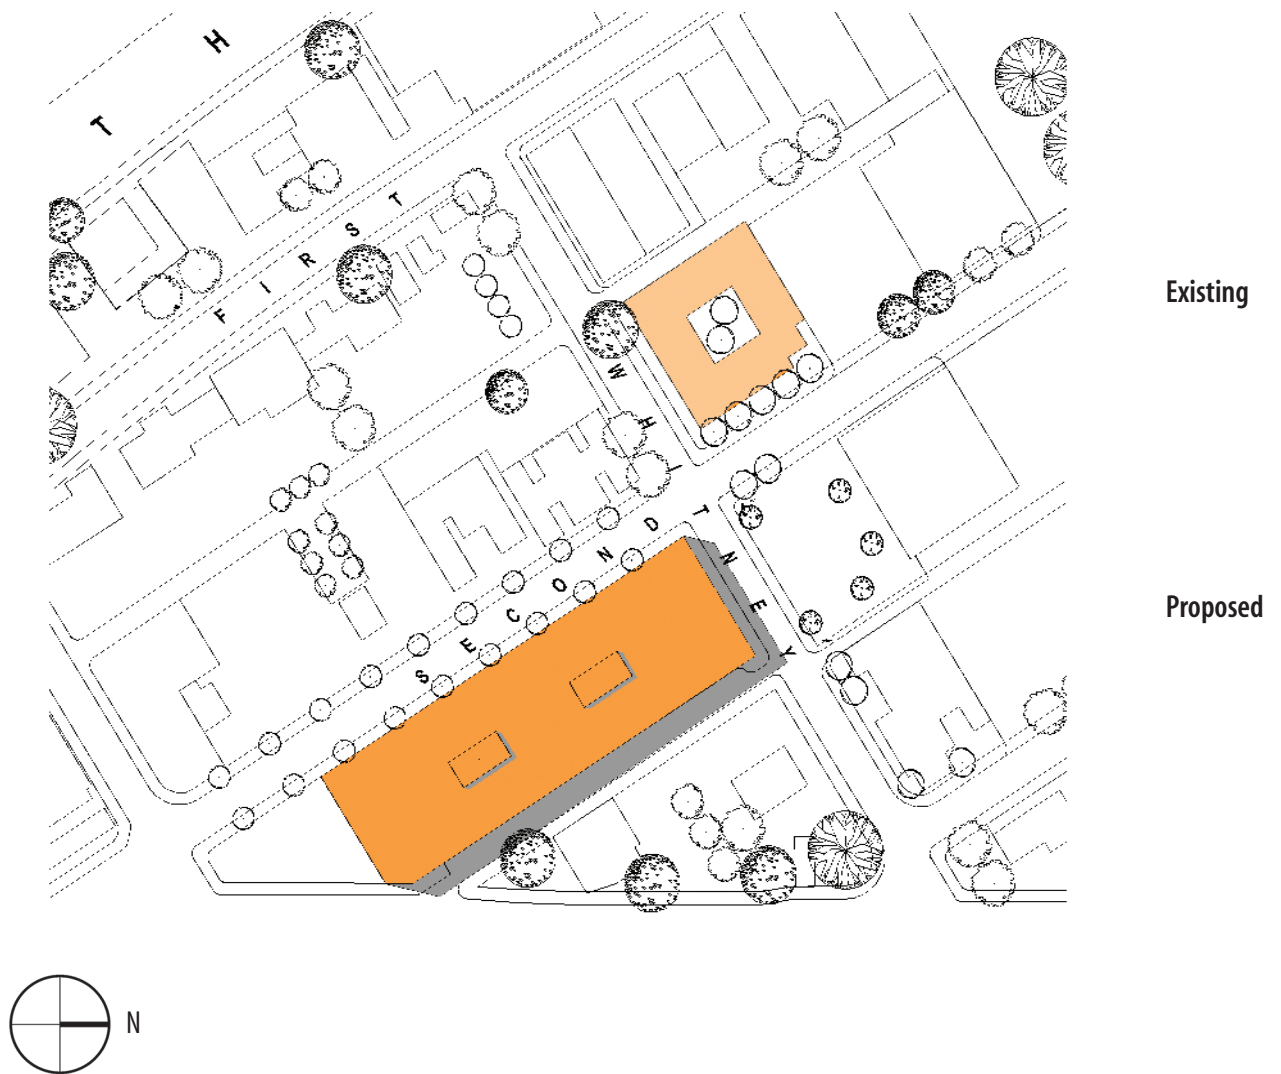 T H
F I R S T
W H I T N E Y
S E C O N D
Existing
Proposed
N